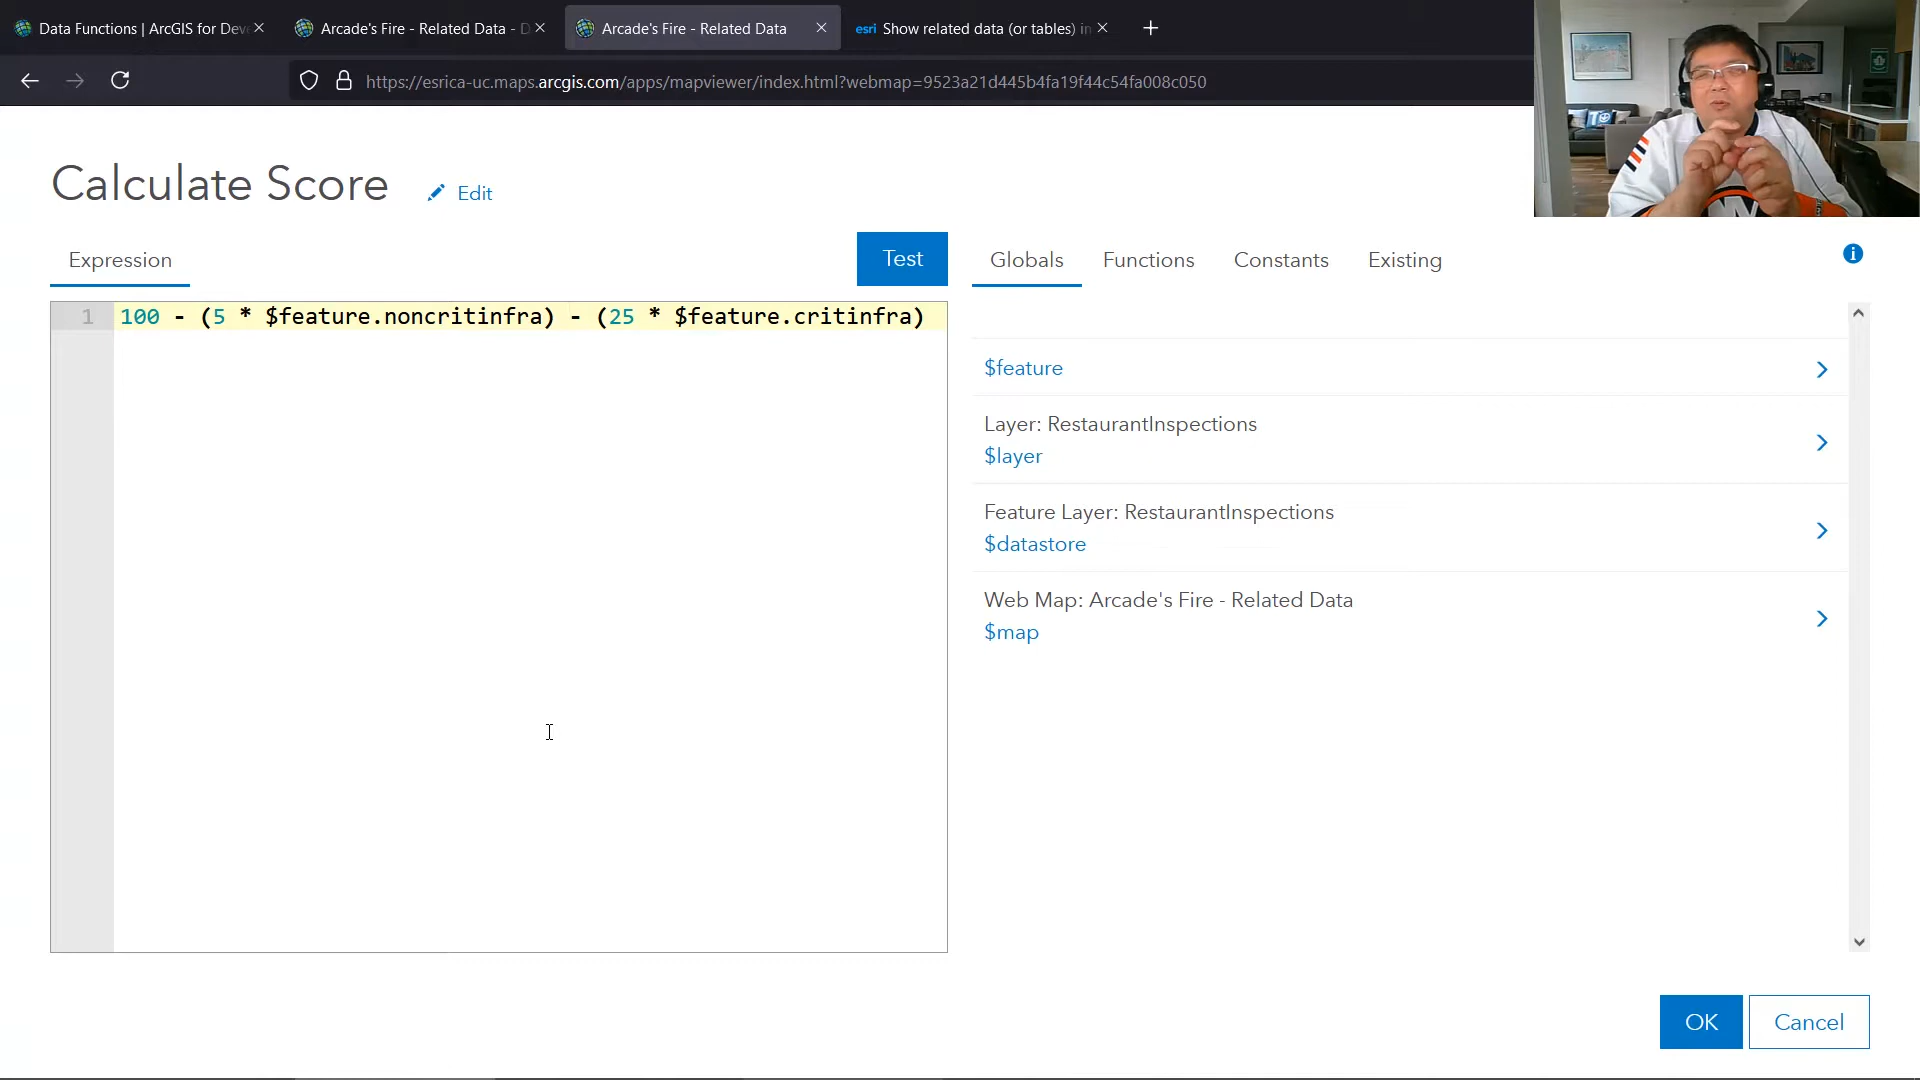 Data Functions | ArcGIS for Deve
Arcade's Fire - Related Data - D
Arcade's Fire - Related Data
esri Show related data (or tables) in
https://esrica-uc.maps.arcgis.com/apps/mapviewer/index.html?webmap=9523a21d445b4fa19f44c54fa008c050
Calculate Score
Edit
Expression
Test
Globals
Functions
Constants
Existing
1 100 - (5 * $feature.noncritinfra) - (25 * $feature.critinfra)
$feature
Layer: RestaurantInspections
$layer
Feature Layer: RestaurantInspections
$datastore
Web Map: Arcade's Fire - Related Data
$map
OK
Cancel